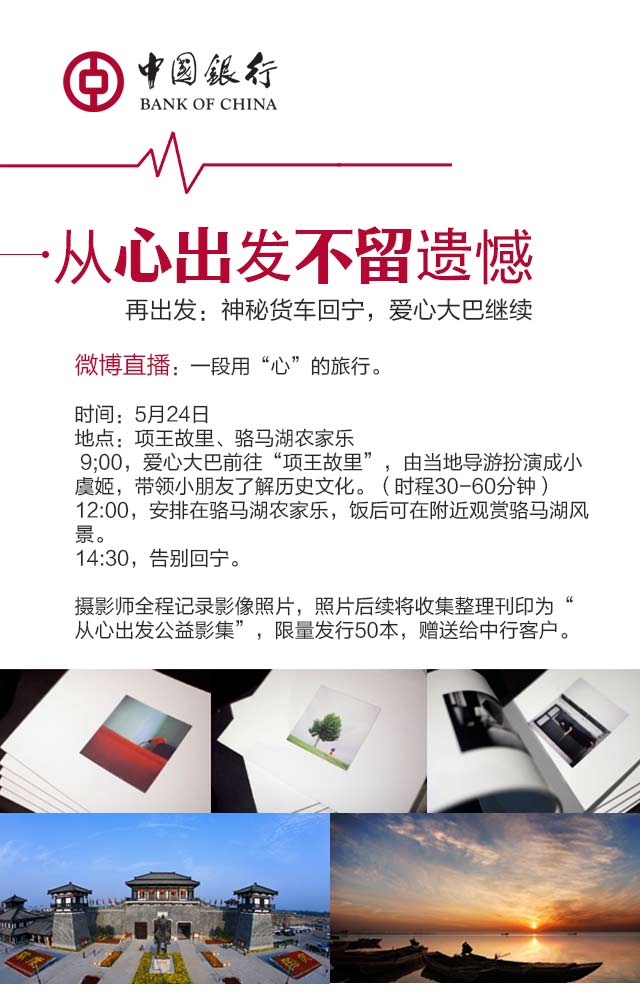 中國銀行
BANK OF CHINA
从心出发不留遗憾
再出发：神秘货车回宁，爱心大巴继续
微博直播：一段用“心”的旅行。
时间：5月24日
地点：项王故里、骆马湖农家乐
9;00，爱心大巴前往“项王故里”，由当地导游扮演成小
虞姬，带领小朋友了解历史文化。（时程30-60分钟）
12:00，安排在骆马湖农家乐，饭后可在附近观赏骆马湖风
景。
14:30，告别回宁。
摄影师全程记录影像照片，照片后续将收集整理刊印为“
从心出发公益影集”，限量发行50本，赠送给中行客户。